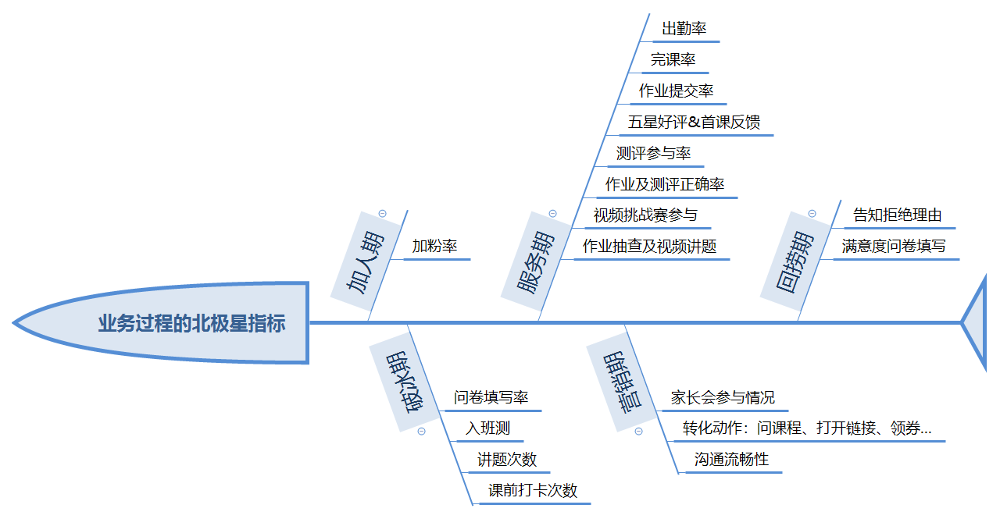 业务过程的北极星指标
加人期
加粉率
破冰期
问卷填写率
入班测
讲题次数
课前打卡次数
服务期
出勤率
完课率
作业提交率
五星好评&首课反馈
测评参与率
作业及测评正确率
视频挑战赛参与
作业抽查及视频讲题
营销期
家长会参与情况
转化动作：问课程、打开链接、领券...
沟通流畅性
回捞期
告知拒绝理由
满意度问卷填写